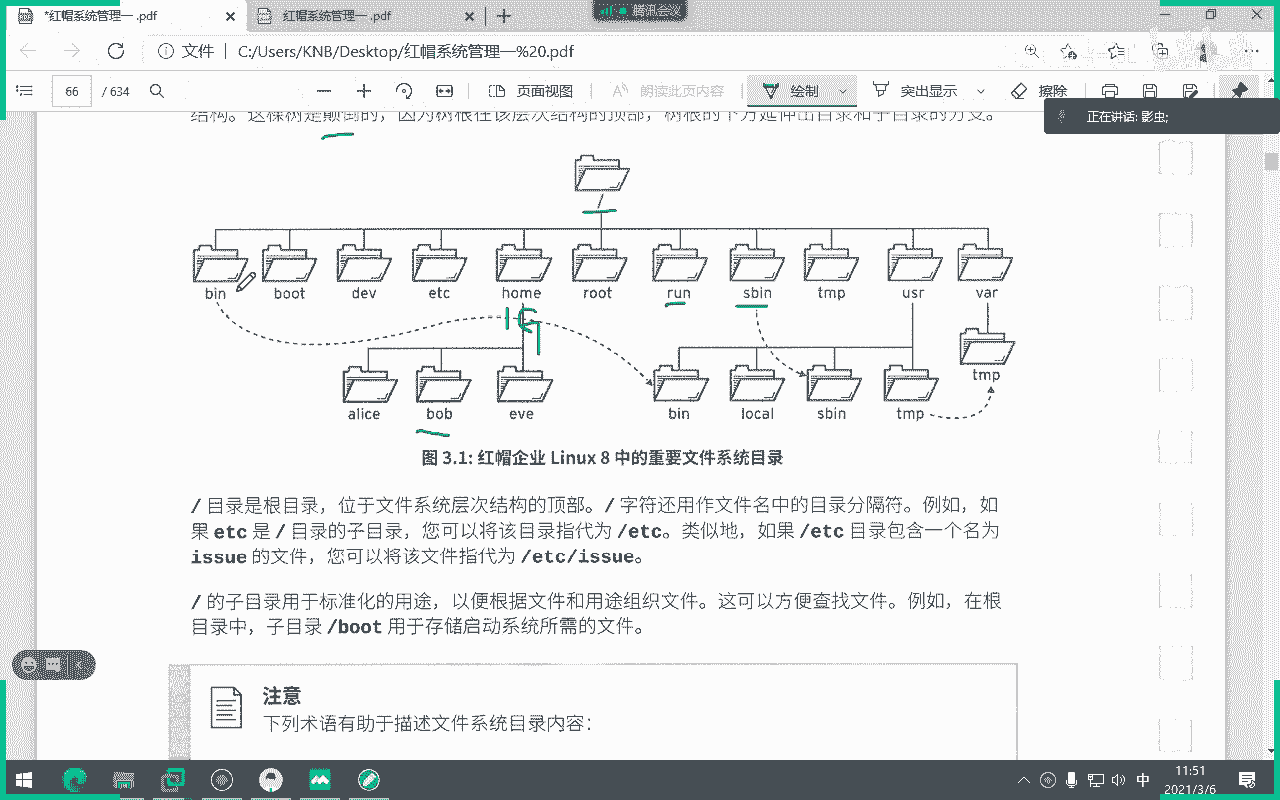 *红帽系统管理一 .pdf
红帽系统管理一 .pdf
腾讯会议
文件 C:/Users/KNB/Desktop/红帽系统管理一%20.pdf
66 / 634 页面视图 朗读此页内容 绘制 突出显示 擦除
正在讲话: 影虫;
结构。这棵树是颠倒的，因为树根在该层次结构的顶部，树根的下方延伸出目录和子目录的分支。
/
bin boot dev etc home root run sbin tmp usr var
1G
tmp
alice bob eve bin local sbin tmp
图 3.1: 红帽企业 Linux 8 中的重要文件系统目录
/ 目录是根目录，位于文件系统层次结构的顶部。/ 字符还用作文件名中的目录分隔符。例如，如
果 etc 是 / 目录的子目录，您可以将该目录指代为 /etc。类似地，如果 /etc 目录包含一个名为
issue 的文件，您可以将该文件指代为 /etc/issue。
/ 的子目录用于标准化的用途，以便根据文件和用途组织文件。这可以方便查找文件。例如，在根
目录中，子目录 /boot 用于存储启动系统所需的文件。
注意
下列术语有助于描述文件系统目录内容：
中
11:51
2021/3/6